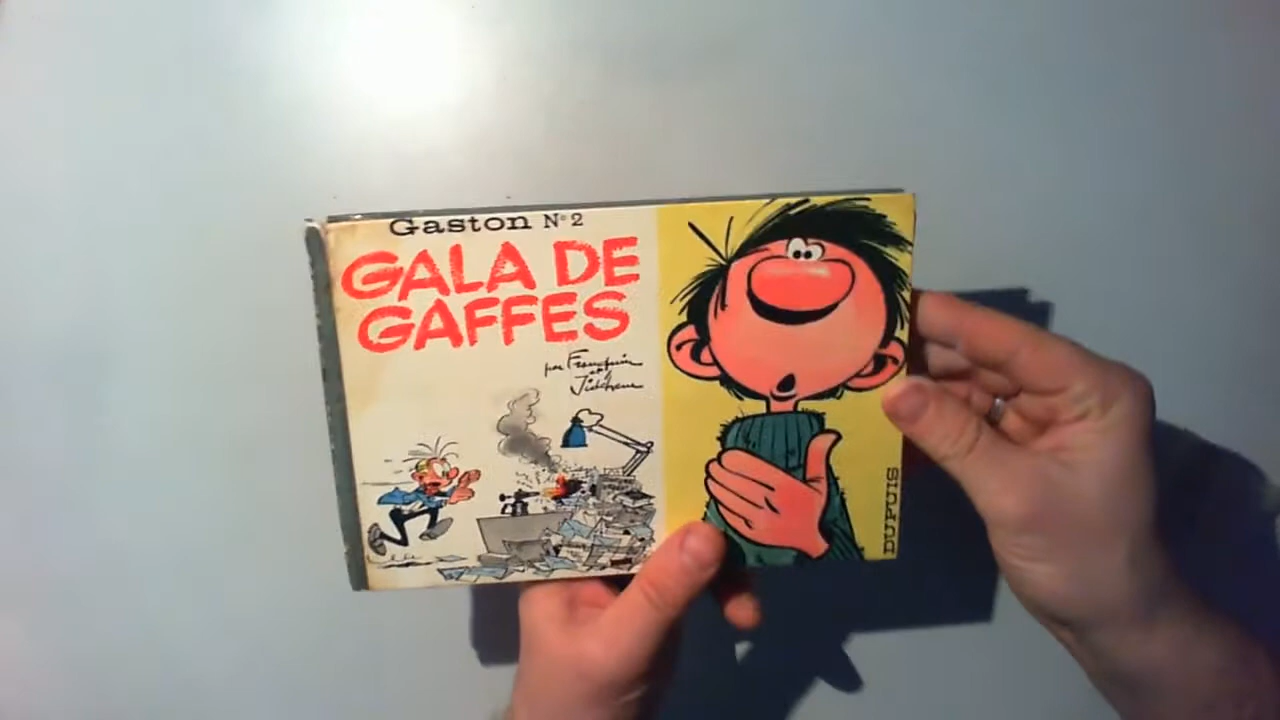 Gaston N° 2
GALA DE
GAFFES
par Franquin
et
Jidéhem
DUPUIS